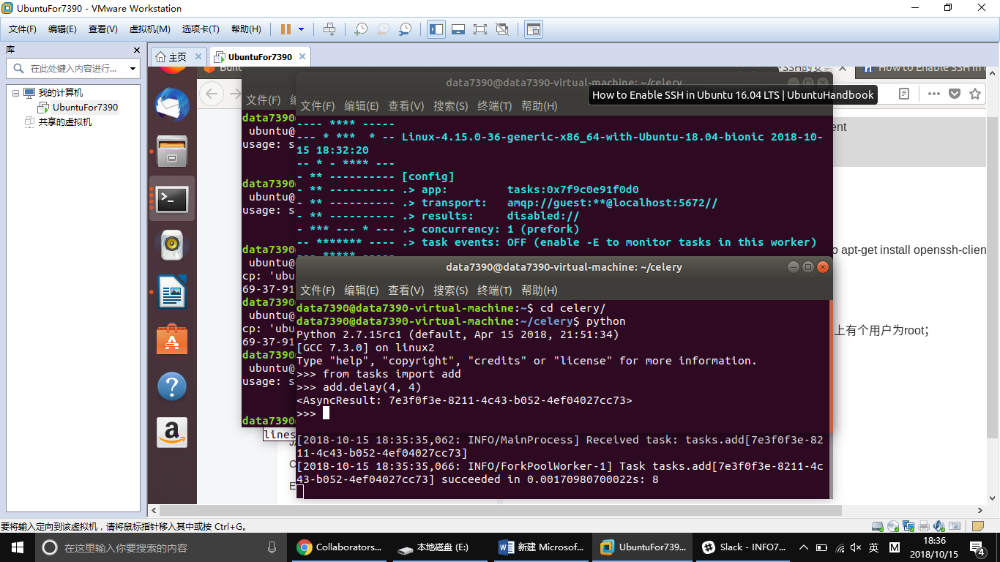 UbuntuFor7390 - VMware Workstation
文件(F) 编辑(E) 查看(V) 虚拟机(M) 选项卡(T) 帮助(H)
库
主页 UbuntuFor7390
在此处键入内容进行...
我的计算机
UbuntuFor7390
共享的虚拟机
SSH的安装 How to Enable SSH in
How to Enable SSH in Ubuntu 16.04 LTS | UbuntuHandbook
文件(F)
data7390
ubuntu@
usage: s
data7390
ubuntu@
usage: s
data7390
ubuntu@
cp: 'ubu
69-37-91
data7390
ubuntu@
cp: 'ubu
69-37-91
data7390
ubuntu@
usage: s
data7390
lines
data7390@data7390-virtual-machine: ~/celery
文件(F) 编辑(E) 查看(V) 搜索(S) 终端(T) 帮助(H)
---- **** -----
--- * ***  * -- Linux-4.15.0-36-generic-x86_64-with-Ubuntu-18.04-bionic 2018-10-
15 18:32:20
-- * - **** ---
- ** ---------- [config]
- ** ---------- .> app:         tasks:0x7f9c0e91f0d0
- ** ---------- .> transport:   amqp://guest:**@localhost:5672//
- ** ---------- .> results:     disabled://
- *** --- * --- .> concurrency: 1 (prefork)
-- ******* ---- .> task events: OFF (enable -E to monitor tasks in this worker)
--- ***** -----
data7390@data7390-virtual-machine: ~/celery
文件(F) 编辑(E) 查看(V) 搜索(S) 终端(T) 帮助(H)
data7390@data7390-virtual-machine:~$ cd celery/
data7390@data7390-virtual-machine:~/celery$ python
Python 2.7.15rc1 (default, Apr 15 2018, 21:51:34)
[GCC 7.3.0] on linux2
Type "help", "copyright", "credits" or "license" for more information.
>>> from tasks import add
>>> add.delay(4, 4)
<AsyncResult: 7e3f0f3e-8211-4c43-b052-4ef04027cc73>
>>>
[2018-10-15 18:35:35,062: INFO/MainProcess] Received task: tasks.add[7e3f0f3e-82
11-4c43-b052-4ef04027cc73]
[2018-10-15 18:35:35,066: INFO/ForkPoolWorker-1] Task tasks.add[7e3f0f3e-8211-4c
43-b052-4ef04027cc73] succeeded in 0.00170980700022s: 8
ent
o apt-get install openssh-client
上有个用户为root；
要将输入定向到该虚拟机，请将鼠标指针移入其中或按 Ctrl+G。
在这里输入你要搜索的内容
Collaborators... 本地磁盘 (E:) 新建 Microsof... UbuntuFor739... Slack - INFO7...
英 M 18:36
2018/10/15 4